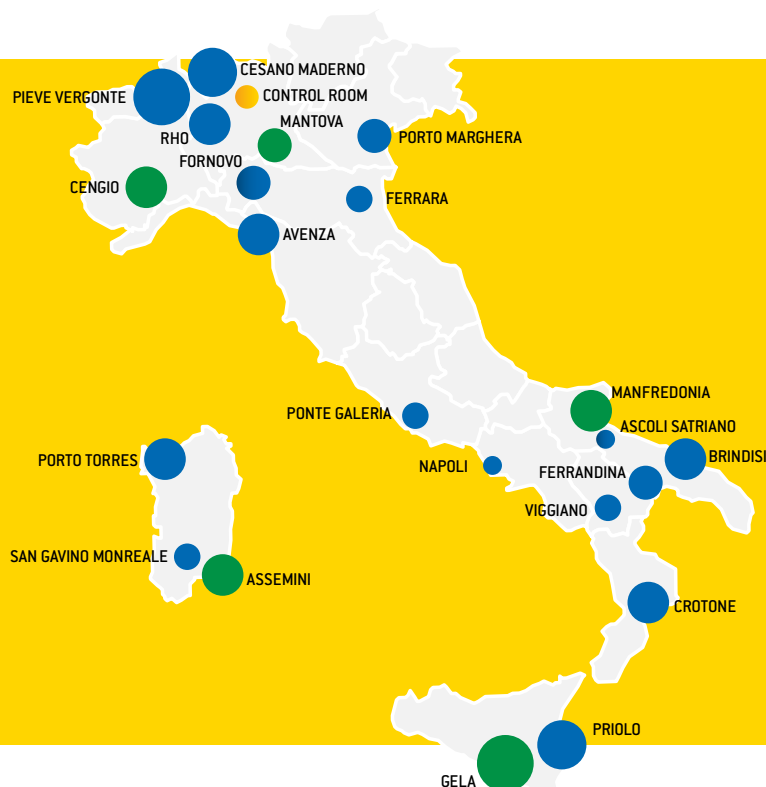 CESANO MADERNO
PIEVE VERGONTE
CONTROL ROOM
MANTOVA
RHO
PORTO MARGHERA
FORNOVO
CENGIO
FERRARA
AVENZA
MANFREDONIA
PONTE GALERIA
ASCOLI SATRIANO
PORTO TORRES
BRINDISI
NAPOLI
FERRANDINA
VIGGIANO
SAN GAVINO MONREALE
ASSEMINI
CROTONE
PRIOLO
GELA